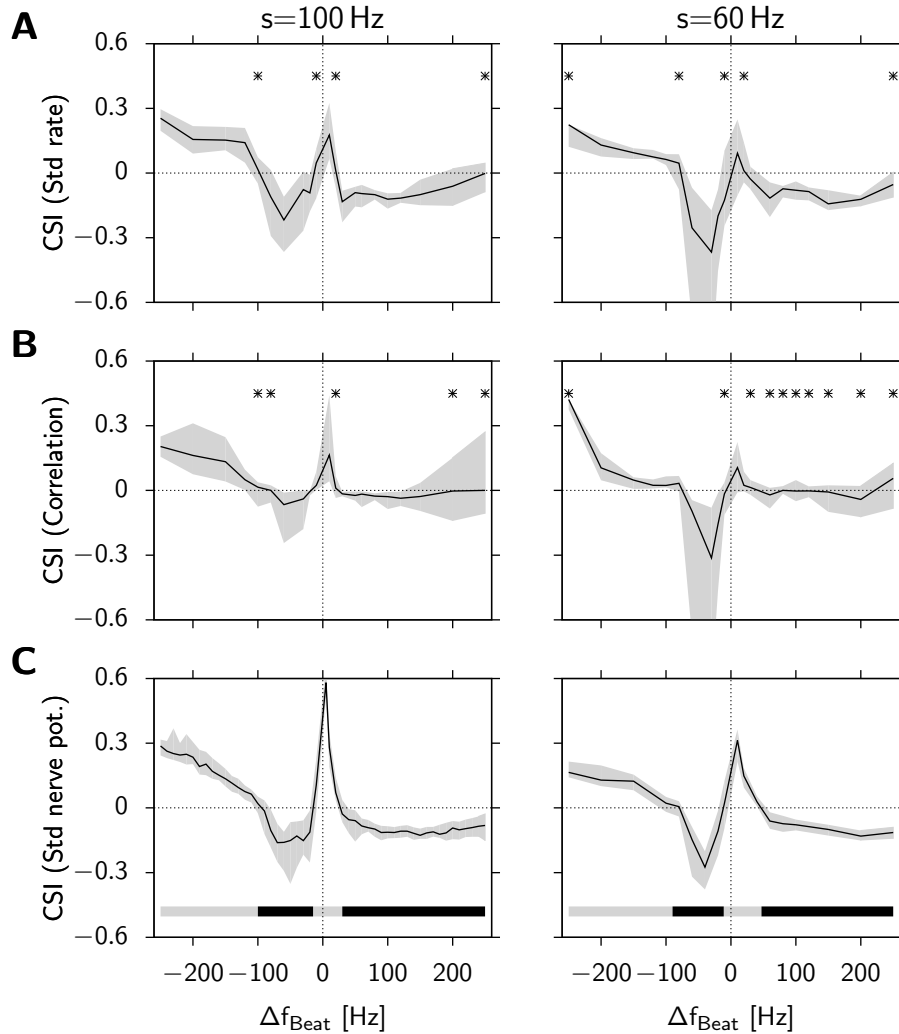 A
s=100 Hz
s=60 Hz
0.6
0.3
0
−0.3
−0.6
CSI (Std rate)
B
0.6
0.3
0
−0.3
−0.6
CSI (Correlation)
C
0.6
0.3
0
−0.3
−0.6
CSI (Std nerve pot.)
−200 −100 0 100 200
−200 −100 0 100 200
Δf_Beat [Hz]
Δf_Beat [Hz]